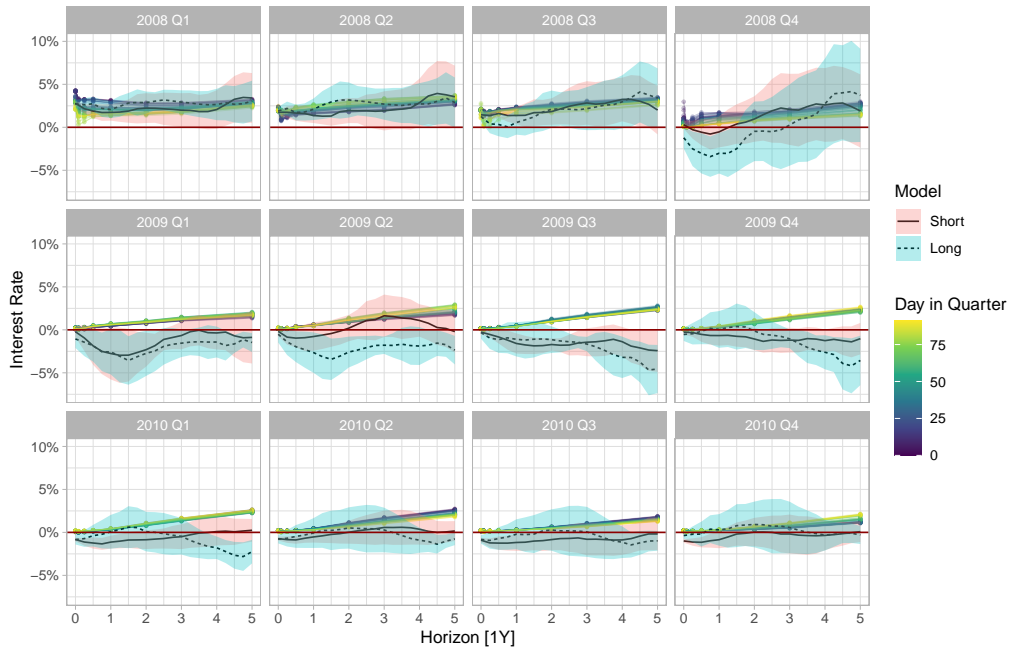 2008 Q1 2008 Q2 2008 Q3 2008 Q4
10%
5%
0%
−5%
2009 Q1 2009 Q2 2009 Q3 2009 Q4
10%
5%
0%
−5%
2010 Q1 2010 Q2 2010 Q3 2010 Q4
10%
5%
0%
−5%
0 1 2 3 4 5 0 1 2 3 4 5 0 1 2 3 4 5 0 1 2 3 4 5
Horizon [1Y]
Interest Rate
Model
Short
Long
Day in Quarter
75
50
25
0